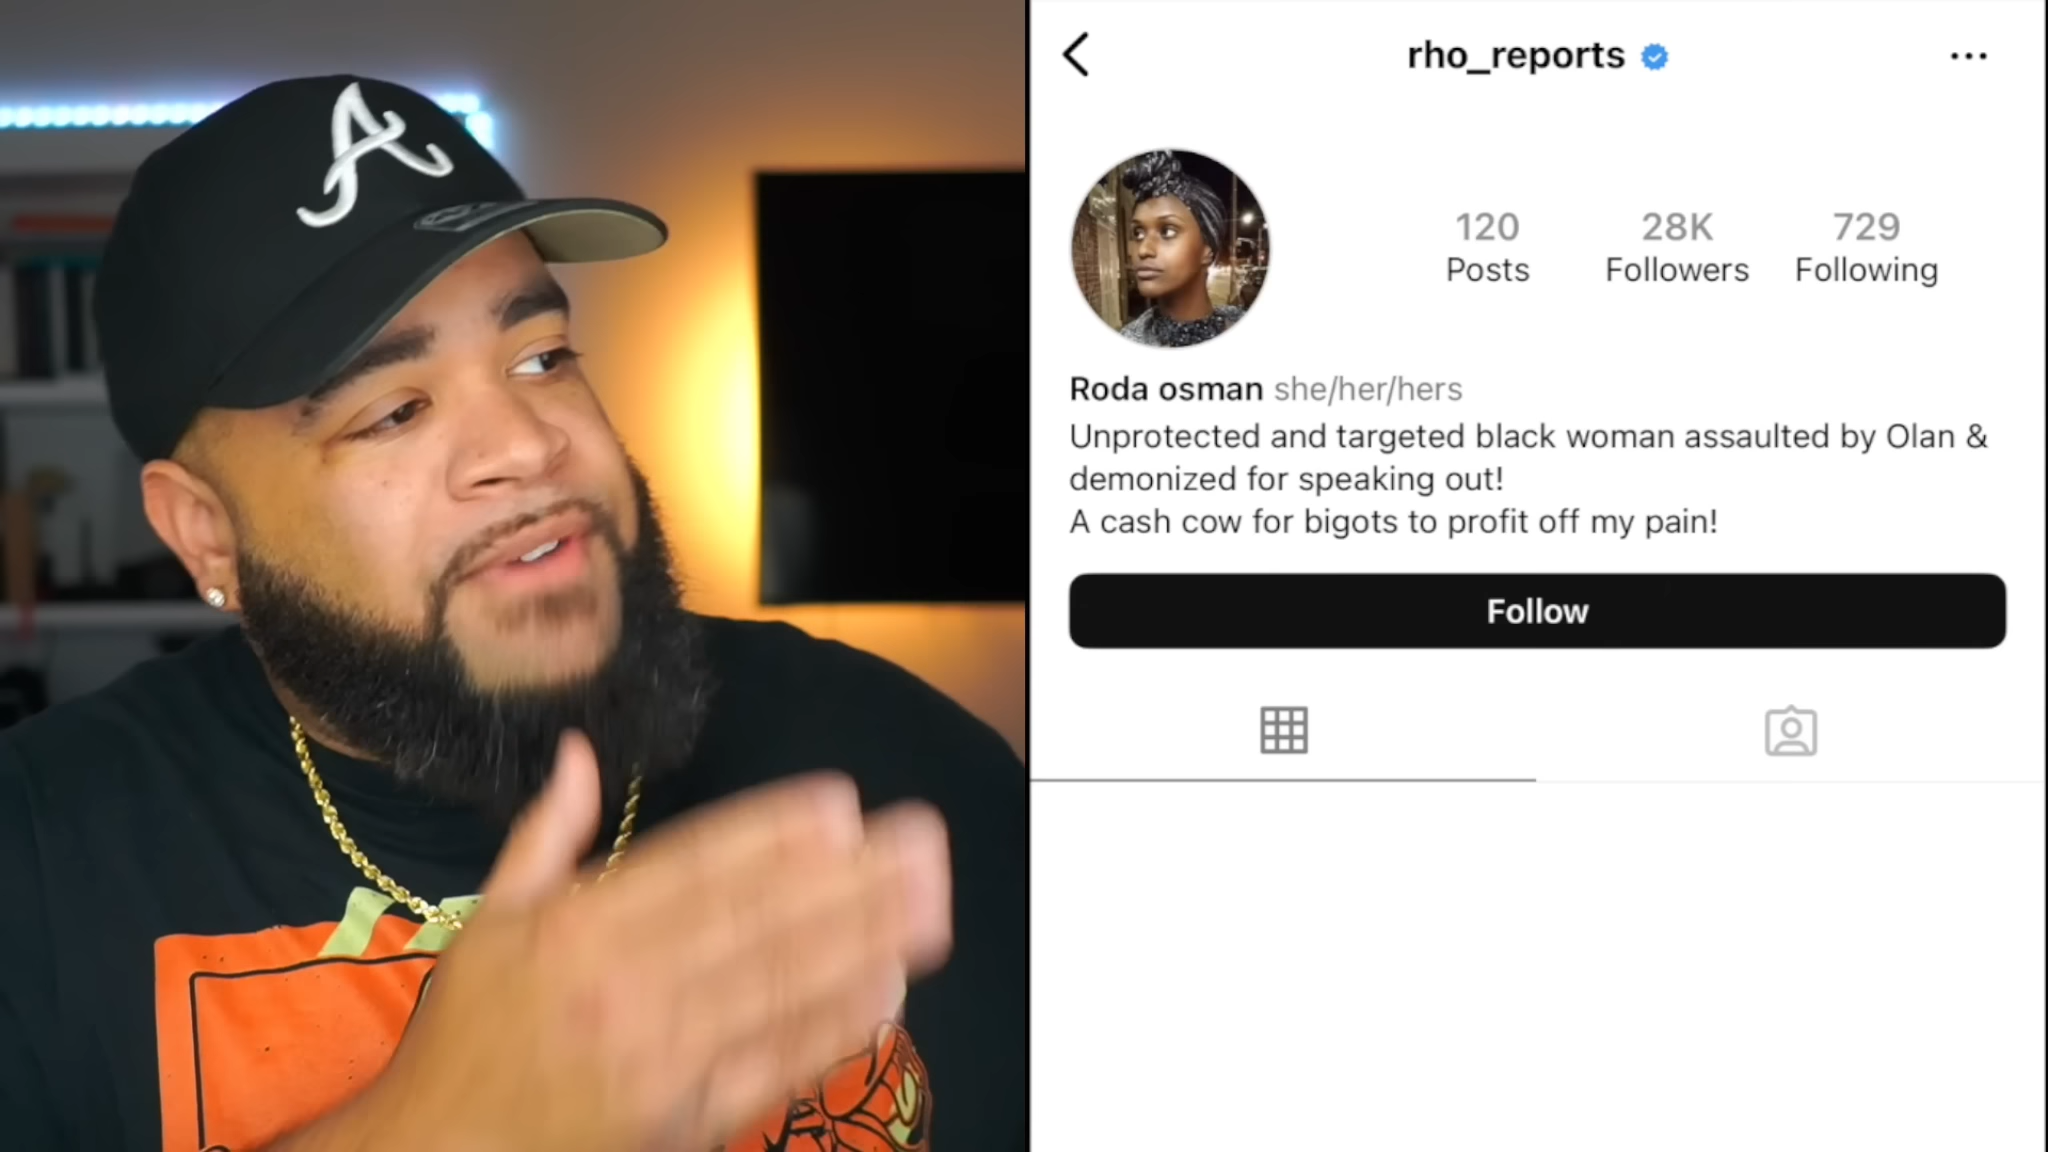 A
rho_reports
120
Posts
28K
Followers
729
Following
Roda osman she/her/hers
Unprotected and targeted black woman assaulted by Olan &
demonized for speaking out!
A cash cow for bigots to profit off my pain!
Follow